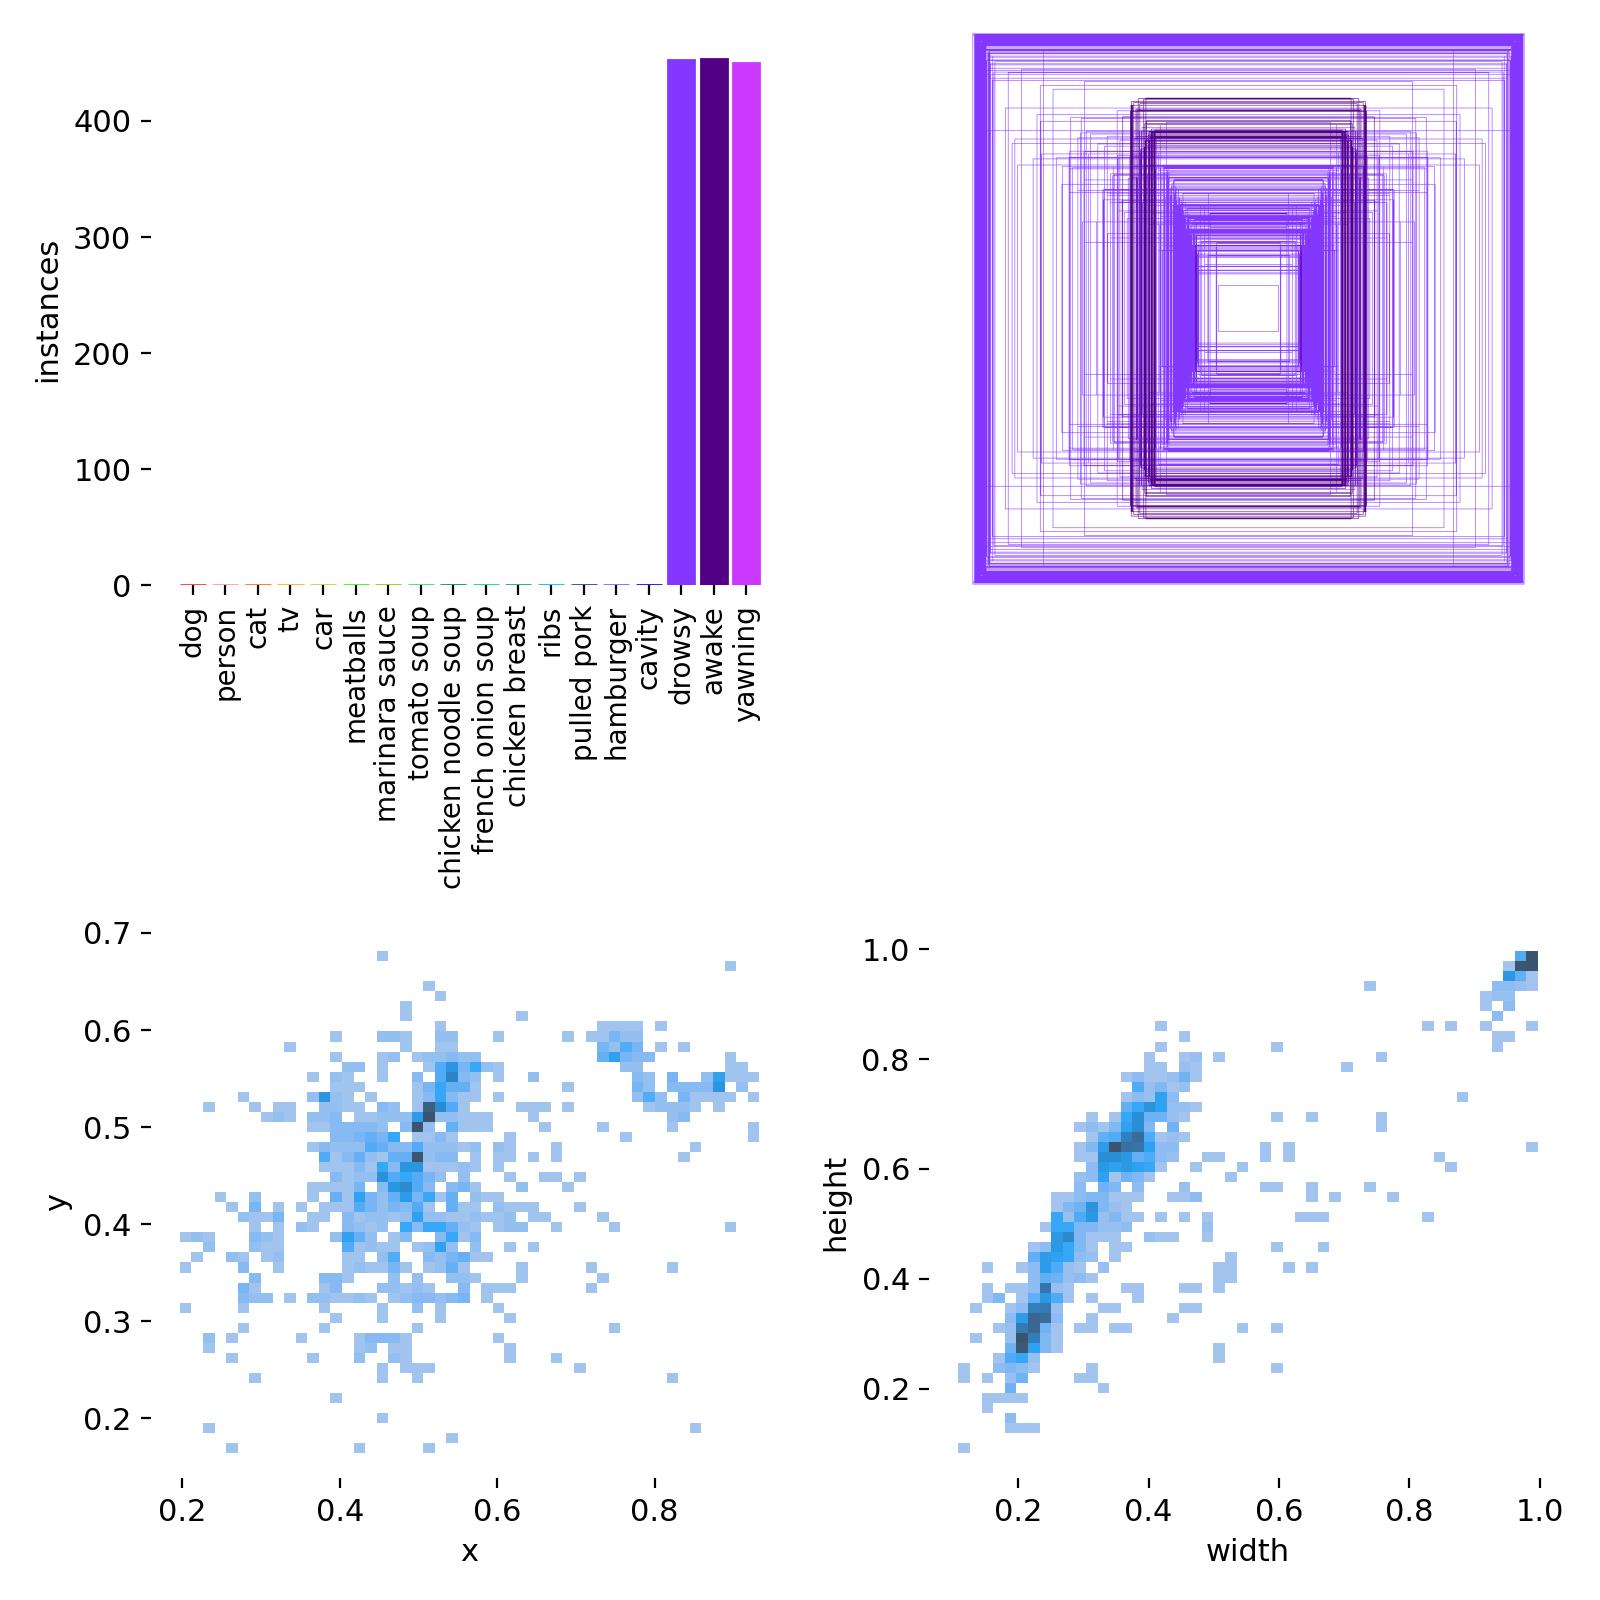 instances
400
300
200
100
0
dog
person
cat
tv
car
meatballs
marinara sauce
tomato soup
chicken noodle soup
french onion soup
chicken breast
ribs
pulled pork
hamburger
cavity
drowsy
awake
yawning
y
0.7
0.6
0.5
0.4
0.3
0.2
0.2 0.4 0.6 0.8
x
height
1.0
0.8
0.6
0.4
0.2
0.2 0.4 0.6 0.8 1.0
width